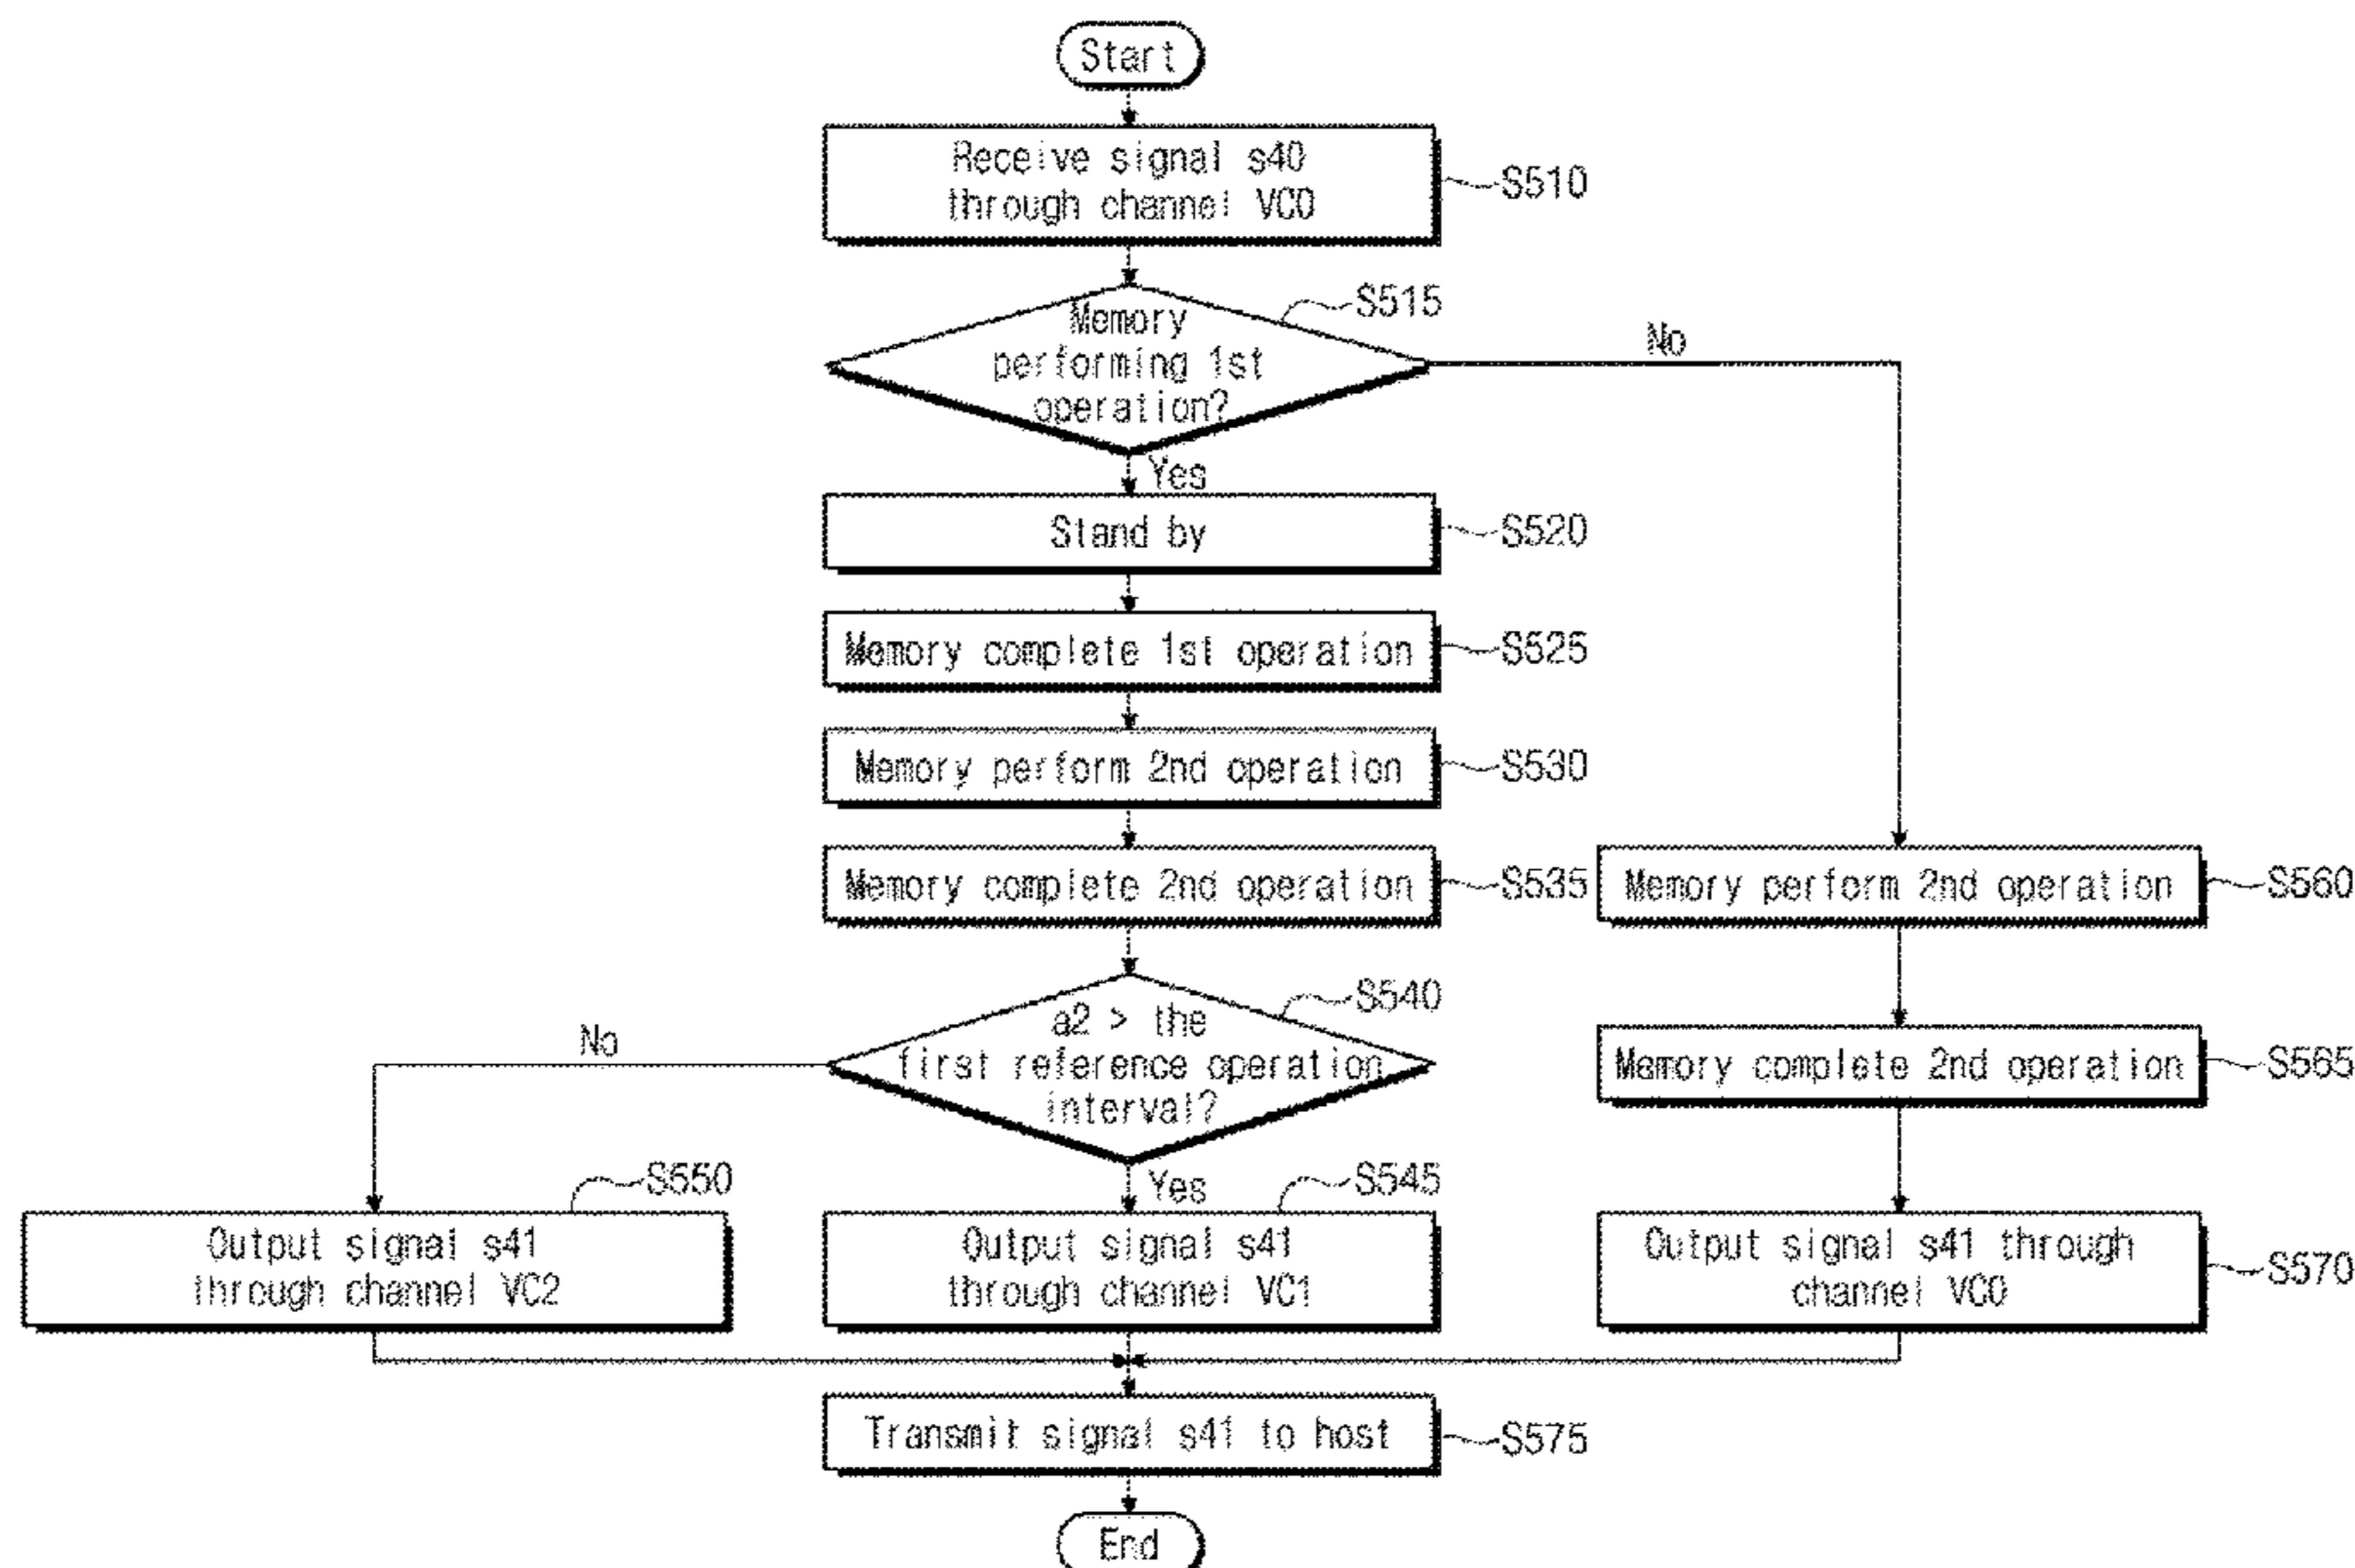 Start
Receive signal s40
through channel VC0
S510
S515
Memory
performing 1st
operation?
No
Yes
Stand by
S520
Memory complete 1st operation
S525
Memory perform 2nd operation
S530
Memory complete 2nd operation
S535
Memory perform 2nd operation
S560
S540
a2 > the
first reference operation
interval?
No
Yes
Memory complete 2nd operation
S565
S550
Output signal s41
through channel VC2
S545
Output signal s41
through channel VC1
Output signal s41 through
channel VC0
S570
Transmit signal s41 to host
S575
End